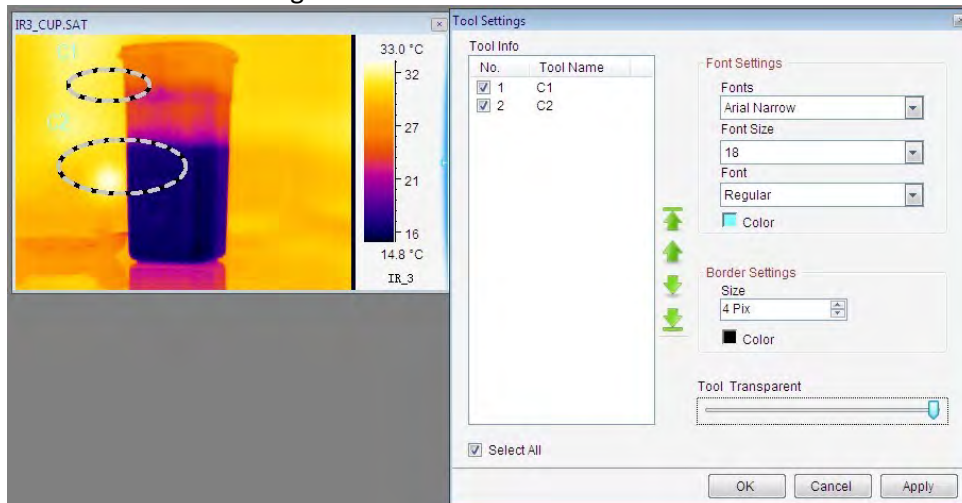 IR3_CUP.SAT
C1
C2
33.0 °C
32
27
21
16
14.8 °C
IR_3
Tool Settings
Tool Info
No. Tool Name
1 C1
2 C2
Select All
Font Settings
Fonts
Arial Narrow
Font Size
18
Font
Regular
Color
Border Settings
Size
4 Pix
Color
Tool Transparent
OK Cancel Apply